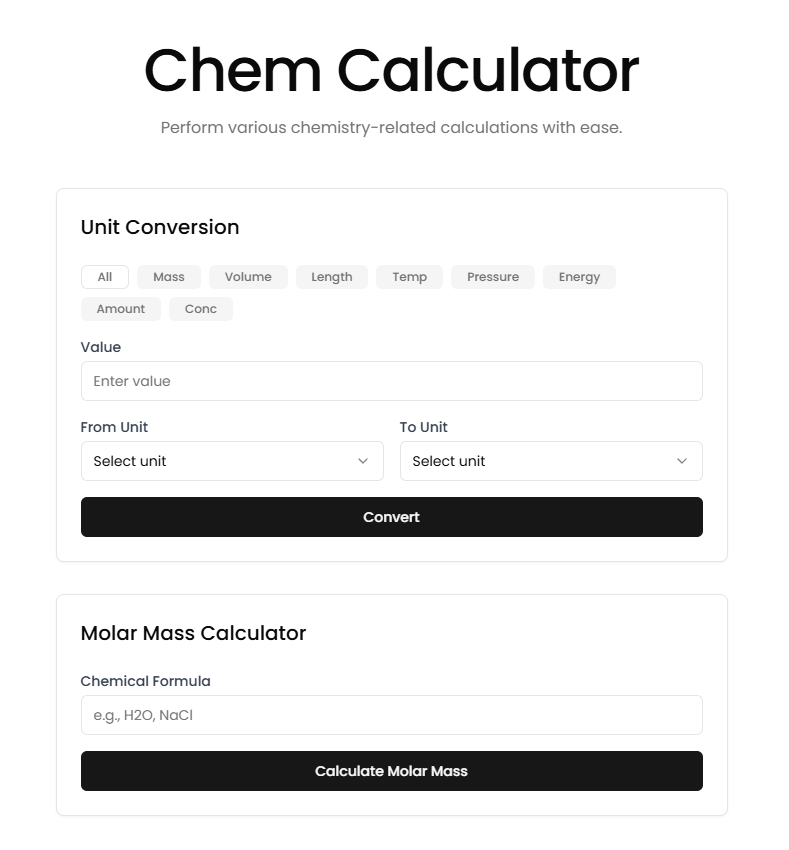 Chem Calculator
Perform various chemistry-related calculations with ease.
Unit Conversion
All Mass Volume Length Temp Pressure Energy
Amount Conc
Value
Enter value
From Unit To Unit
Select unit Select unit
Convert
Molar Mass Calculator
Chemical Formula
e.g., H2O, NaCl
Calculate Molar Mass